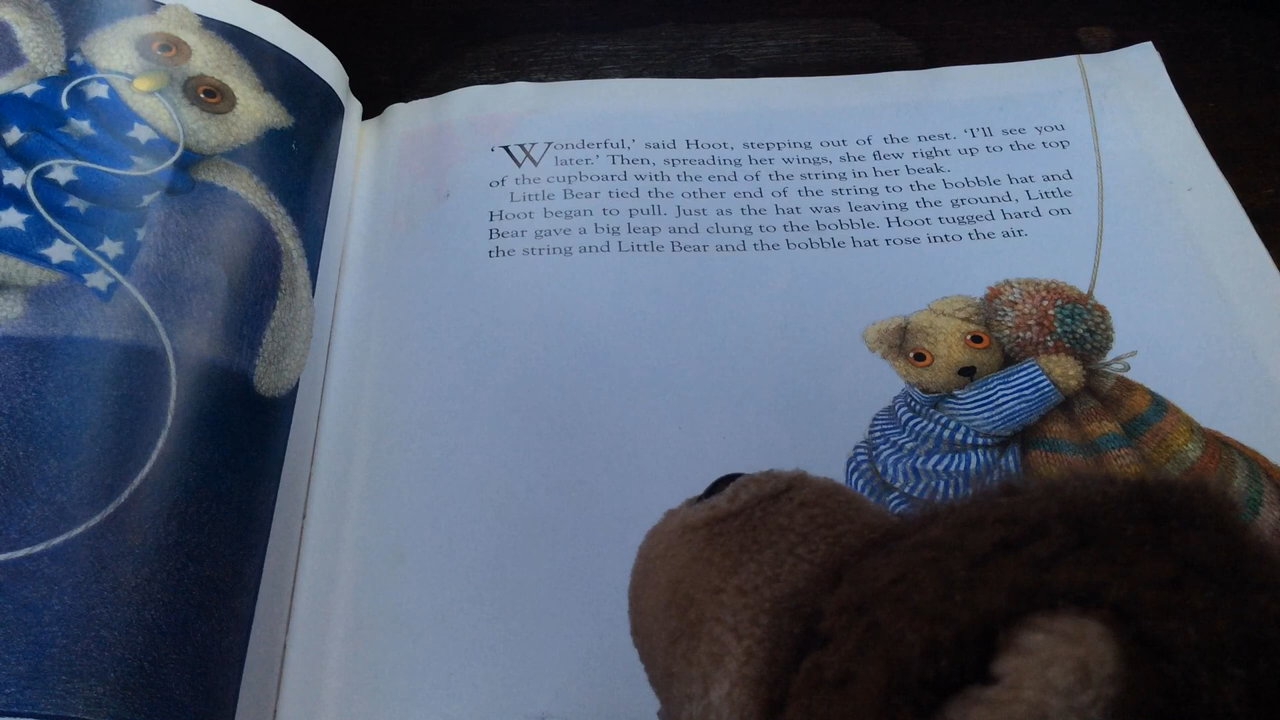 ‘Wonderful,’ said Hoot, stepping out of the nest. ‘I’ll see you
later.’ Then, spreading her wings, she flew right up to the top
of the cupboard with the end of the string in her beak.
Little Bear tied the other end of the string to the bobble hat and
Hoot began to pull. Just as the hat was leaving the ground, Little
Bear gave a big leap and clung to the bobble. Hoot tugged hard on
the string and Little Bear and the bobble hat rose into the air.